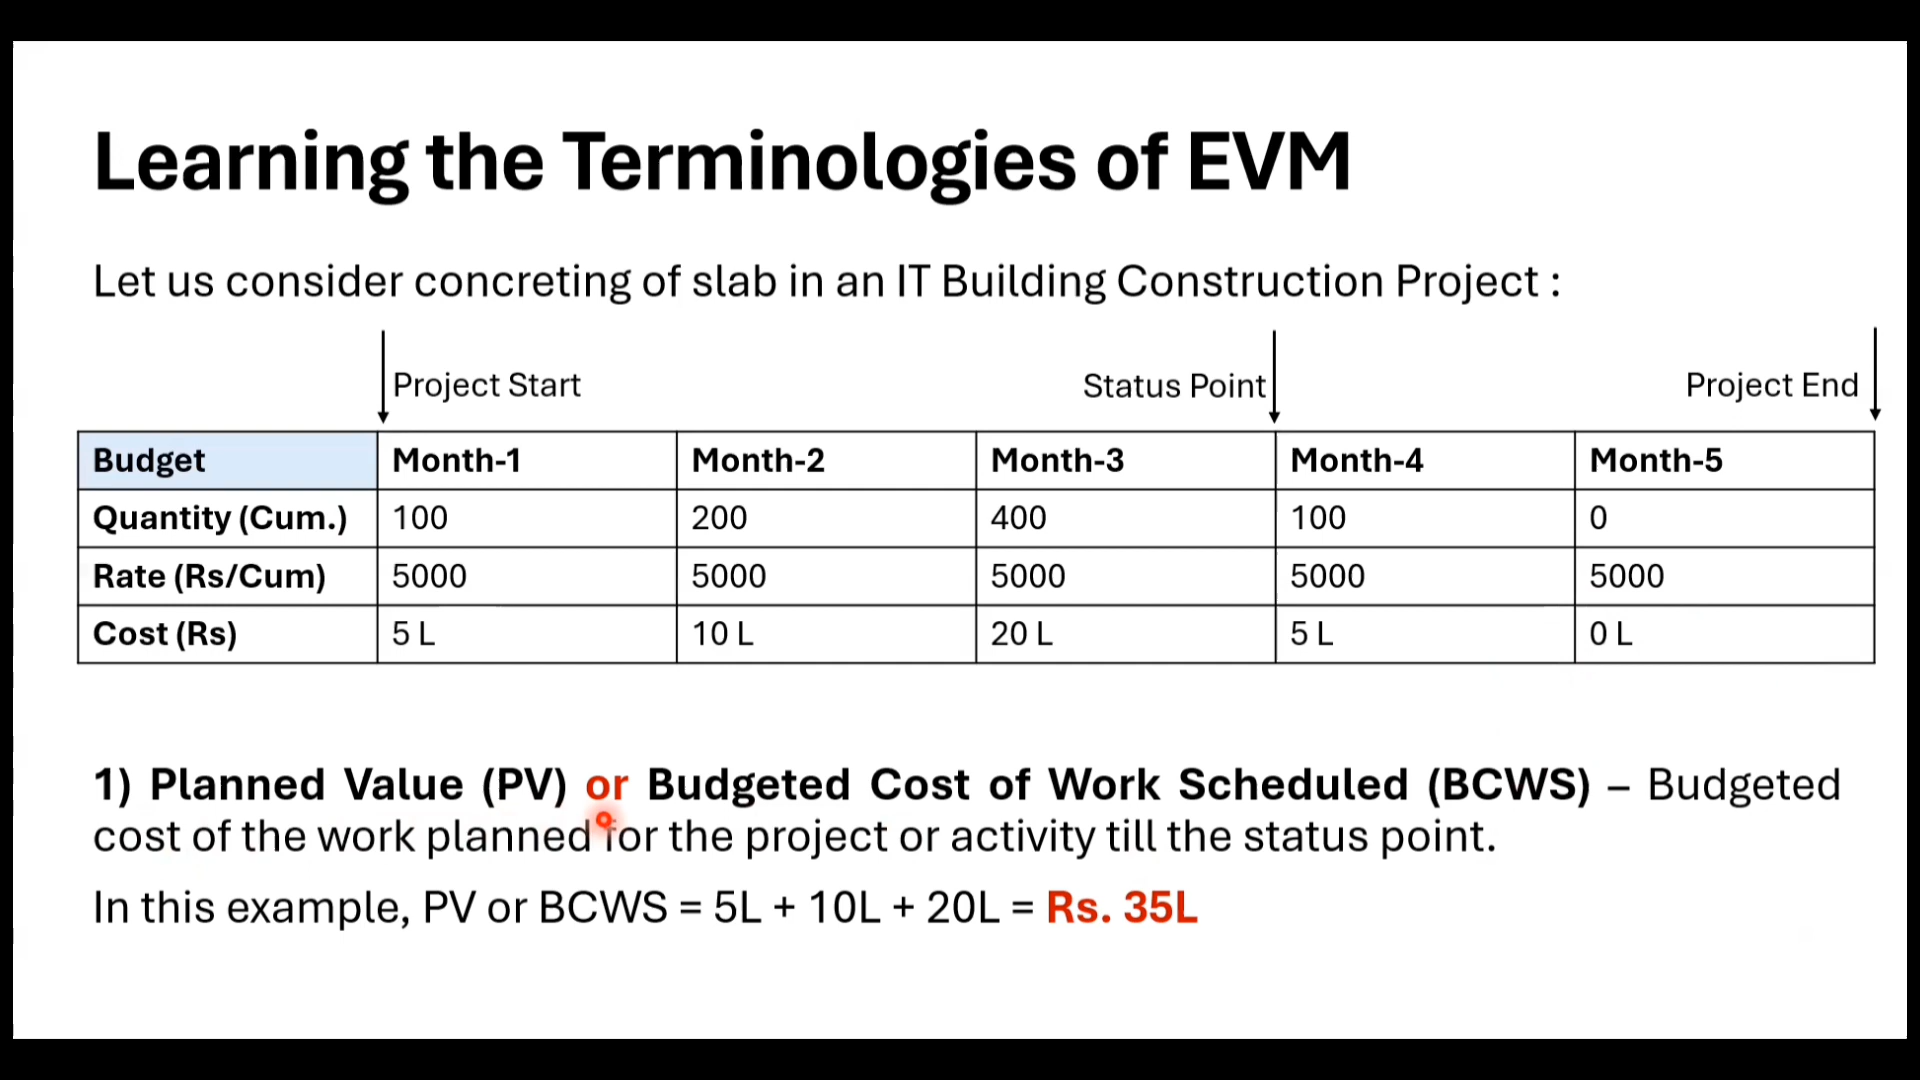 Learning the Terminologies of EVM
Let us consider concreting of slab in an IT Building Construction Project :
Project Start Status Point Project End
Budget Month-1 Month-2 Month-3 Month-4 Month-5
Quantity (Cum.) 100 200 400 100 0
Rate (Rs/Cum) 5000 5000 5000 5000 5000
Cost (Rs) 5 L 10 L 20 L 5 L 0 L
1) Planned Value (PV) or Budgeted Cost of Work Scheduled (BCWS) – Budgeted
cost of the work planned for the project or activity till the status point.
In this example, PV or BCWS = 5L + 10L + 20L = Rs. 35L